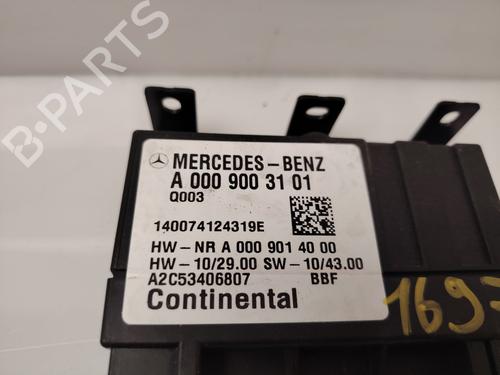 MERCEDES-BENZ
A 000 900 31 01
Q003
140074124319E
HW-NR A 000 901 40 00
HW-10/29.00 SW-10/43.00
A2C53406807 BBF
Continental
B-PARTS